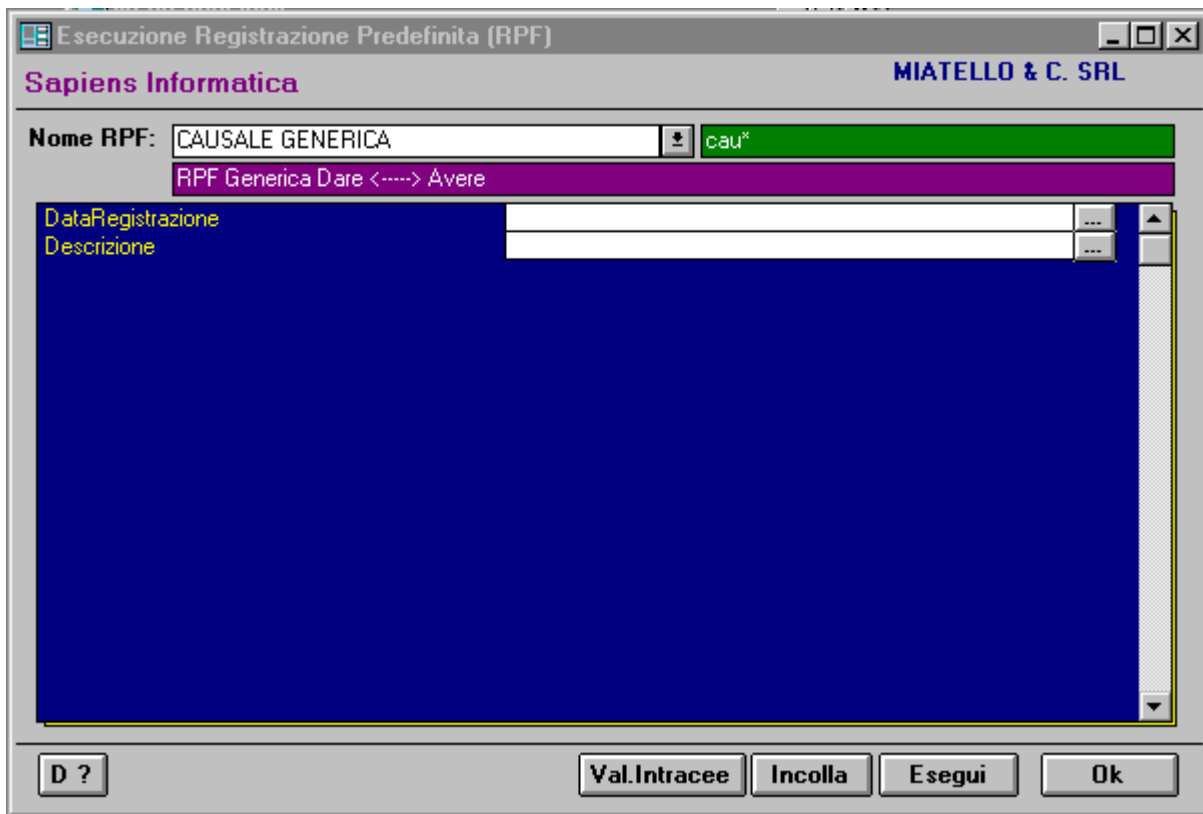 Esecuzione Registrazione Predefinita (RPF)
Sapiens Informatica
MIATELLO & C. SRL
Nome RPF: CAUSALE GENERICA cau*
RPF Generica Dare <-----> Avere
DataRegistrazione ...
Descrizione ...
D ? Val.Intracee Incolla Esegui Ok